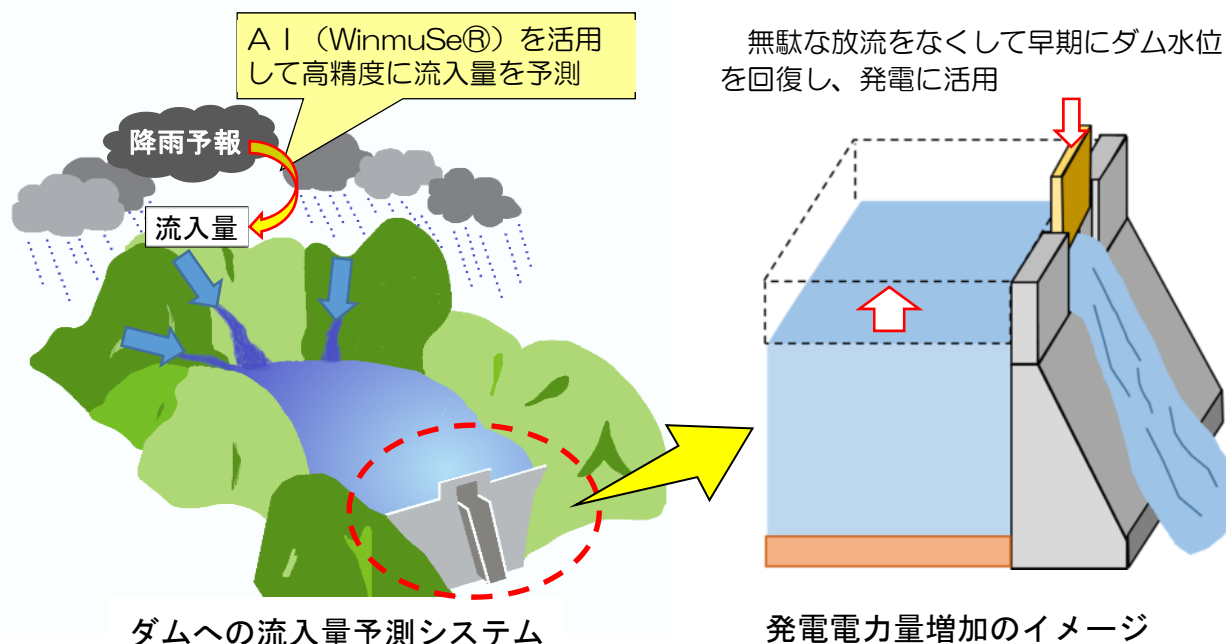 ＡＩ（WinmuSe®）を活用
して高精度に流入量を予測
降雨予報
流入量
ダムへの流入量予測システム
無駄な放流をなくして早期にダム水位
を回復し、発電に活用
発電電力量増加のイメージ